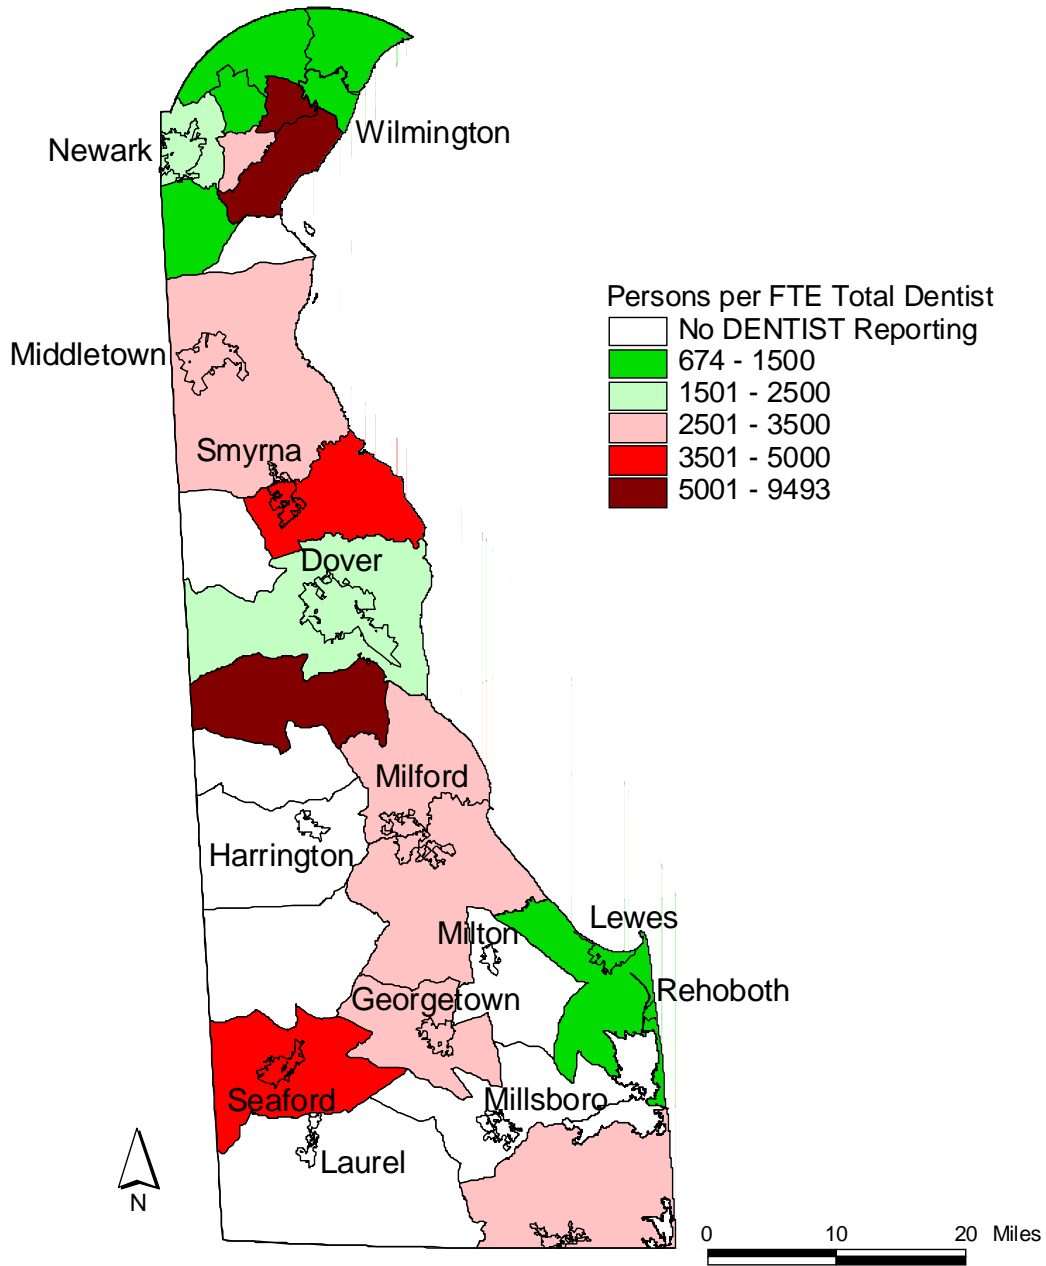 Wilmington
Newark
Persons per FTE Total Dentist
No DENTIST Reporting
674 - 1500
1501 - 2500
2501 - 3500
3501 - 5000
5001 - 9493
Middletown
Smyrna
Dover
Milford
Harrington
Lewes
Milton
Rehoboth
Georgetown
Seaford
Millsboro
Laurel
N
0 10 20 Miles